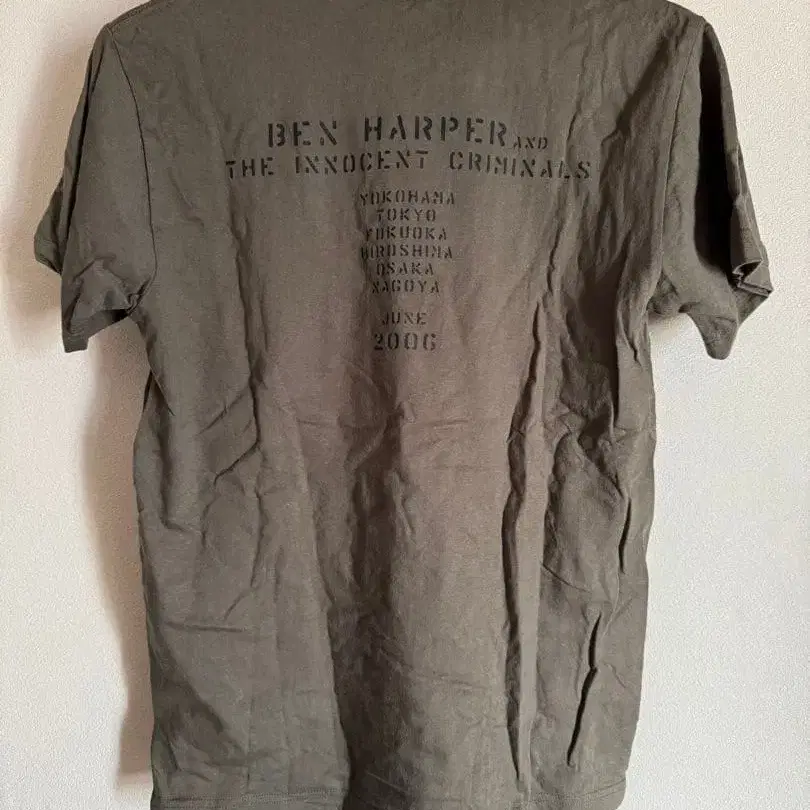 BEN HARPER AND
THE INNOCENT CRIMINALS
YOKOHAMA
TOKYO
FUKUOKA
HIROSHIMA
OSAKA
NAGOYA
JUNE
2006